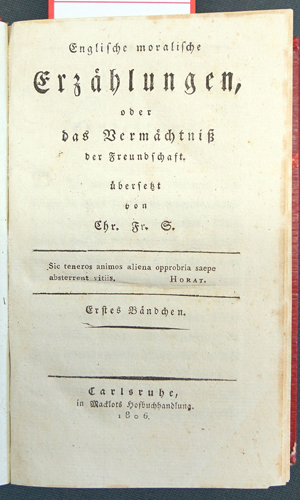 Englische moralische
Erzählungen,
oder
das Vermächtniß
der Freundschaft.
übersetzt
von
Chr. Fr. S.
Sic teneros animos aliena opprobria saepe
absterrent vitiis. HORAT.
Erstes Bändchen.
Carlsruhe,
in Macklots Hofbuchhandlung.
1806.